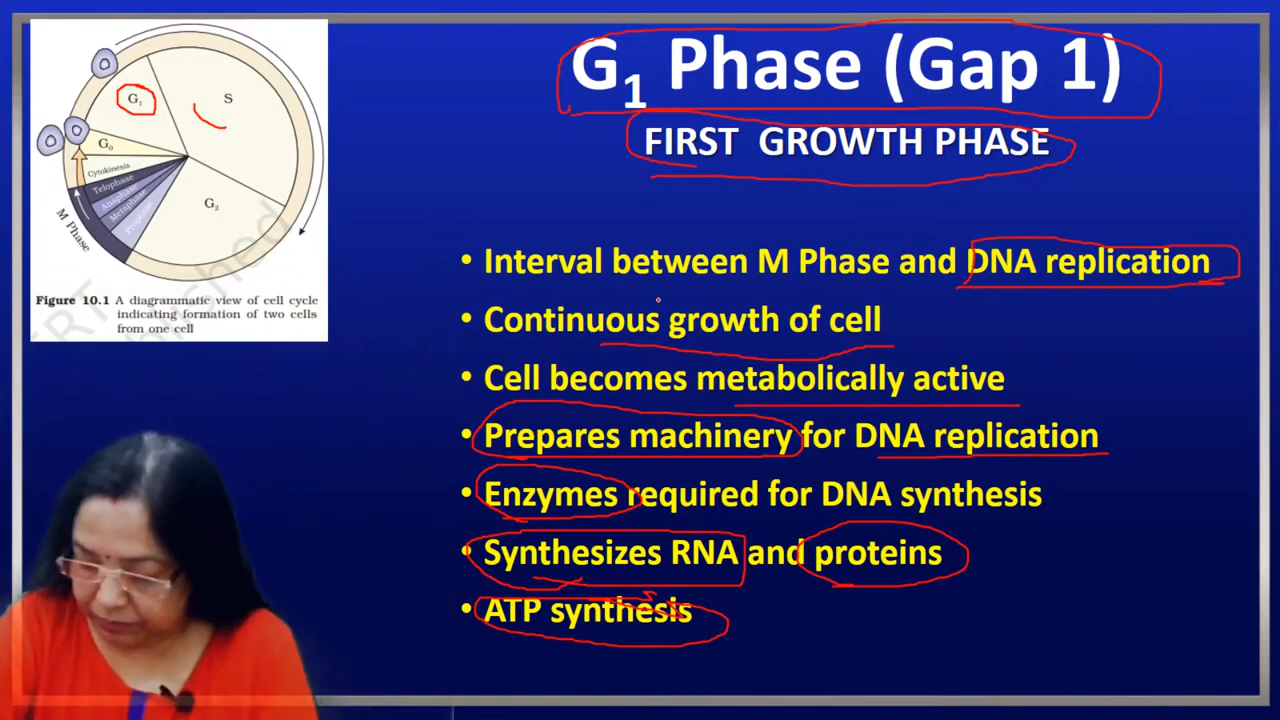 G₁ Phase (Gap 1)
FIRST GROWTH PHASE
G₁
S
G₀
Cytokinesis
Telophase
Anaphase
Metaphase
Prophase
G₂
M Phase
Figure 10.1 A diagrammatic view of cell cycle
indicating formation of two cells
from one cell
• Interval between M Phase and DNA replication
• Continuous growth of cell
• Cell becomes metabolically active
• Prepares machinery for DNA replication
• Enzymes required for DNA synthesis
• Synthesizes RNA and proteins
• ATP synthesis